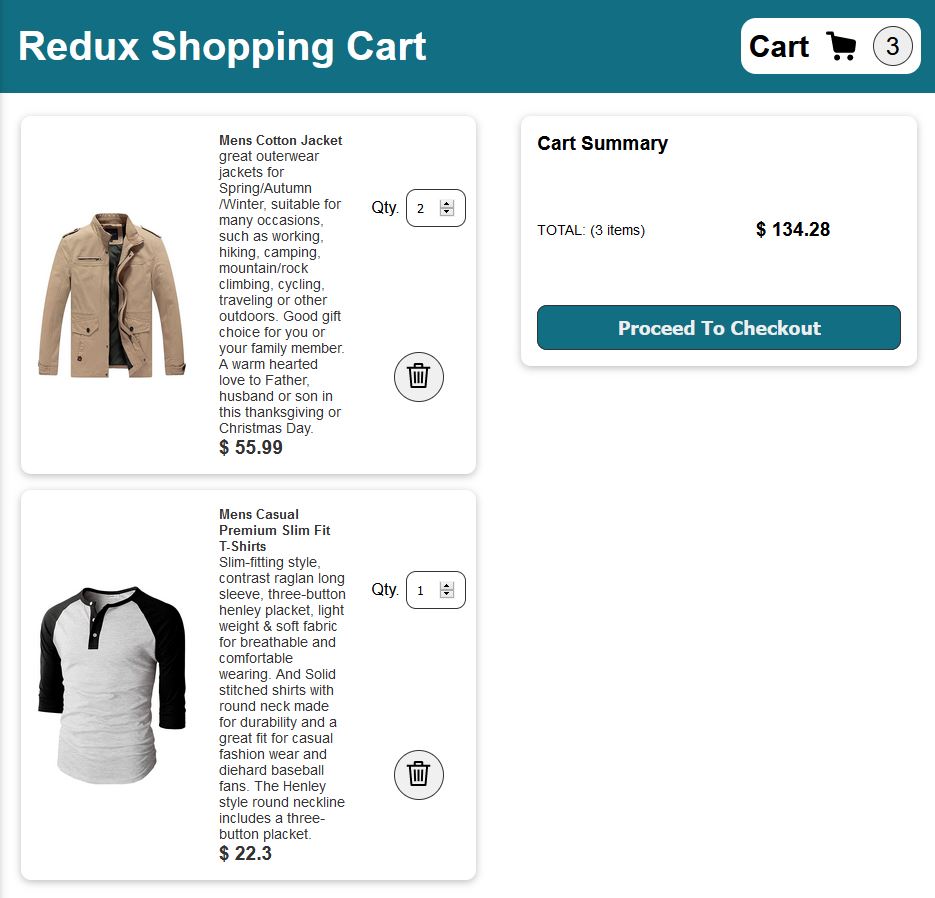 Redux Shopping Cart
Cart 3
Mens Cotton Jacket
great outerwear
jackets for
Spring/Autumn
/Winter, suitable for
many occasions,
such as working,
hiking, camping,
mountain/rock
climbing, cycling,
traveling or other
outdoors. Good gift
choice for you or
your family member.
A warm hearted
love to Father,
husband or son in
this thanksgiving or
Christmas Day.
$ 55.99
Qty. 2
Mens Casual
Premium Slim Fit
T-Shirts
Slim-fitting style,
contrast raglan long
sleeve, three-button
henley placket, light
weight & soft fabric
for breathable and
comfortable
wearing. And Solid
stitched shirts with
round neck made
for durability and a
great fit for casual
fashion wear and
diehard baseball
fans. The Henley
style round neckline
includes a three-
button placket.
$ 22.3
Qty. 1
Cart Summary
TOTAL: (3 items) $ 134.28
Proceed To Checkout